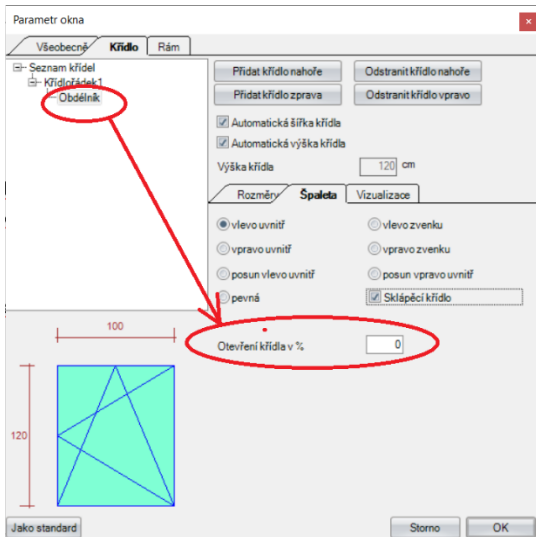 Parametr okna
Všeobecně Křídlo Rám
Seznam křídel
Křídlořádek1
Obdélník
Přidat křídlo nahoře Odstranit křídlo nahoře
Přidat křídlo zprava Odstranit křídlo vpravo
Automatická šířka křídla
Automatická výška křídla
Výška křídla 120 cm
Rozměry Špaleta Vizualizace
vlevo uvnitř vlevo zvenku
vpravo uvnitř vpravo zvenku
posun vlevo uvnitř posun vpravo uvnitř
pevná Sklápěcí křídlo
Otevření křídla v % 0
100
120
Jako standard Storno OK